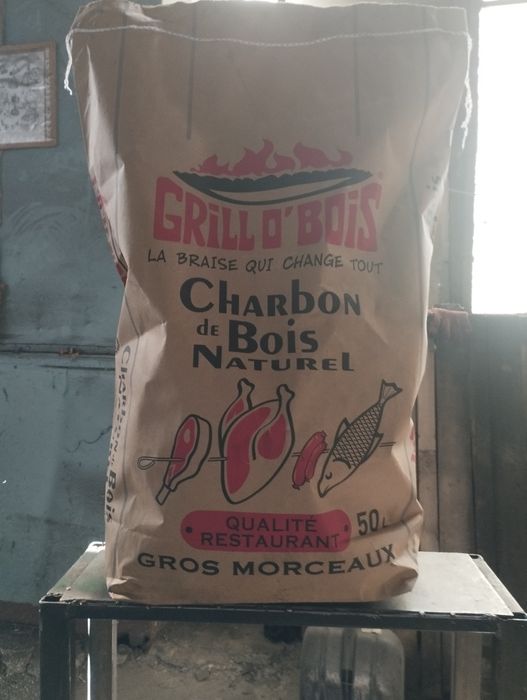 GRILL O' BOIS
LA BRAISE QUI CHANGE TOUT
CHARBON
de BOIS
NATUREL
QUALITÉ
RESTAURANT
50L
GROS MORCEAUX